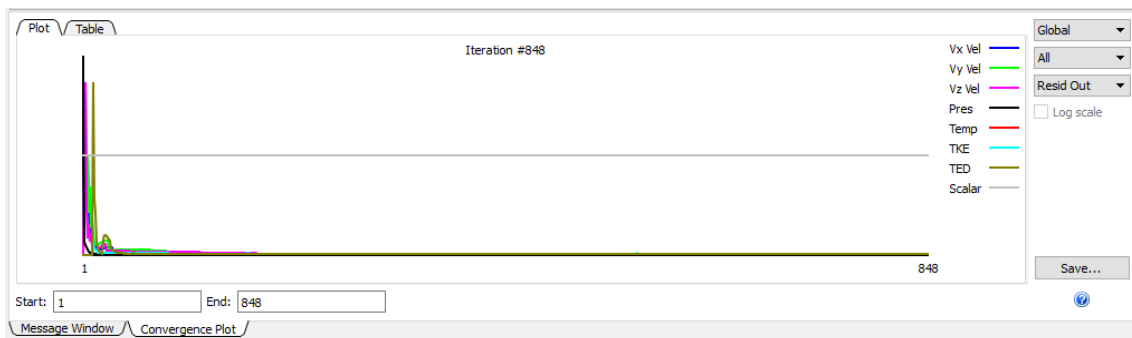 Plot Table
Iteration #848
Vx Vel
Vy Vel
Vz Vel
Pres
Temp
TKE
TED
Scalar
1 848
Global
All
Resid Out
Log scale
Save...
Start: 1 End: 848
?
Message Window Convergence Plot